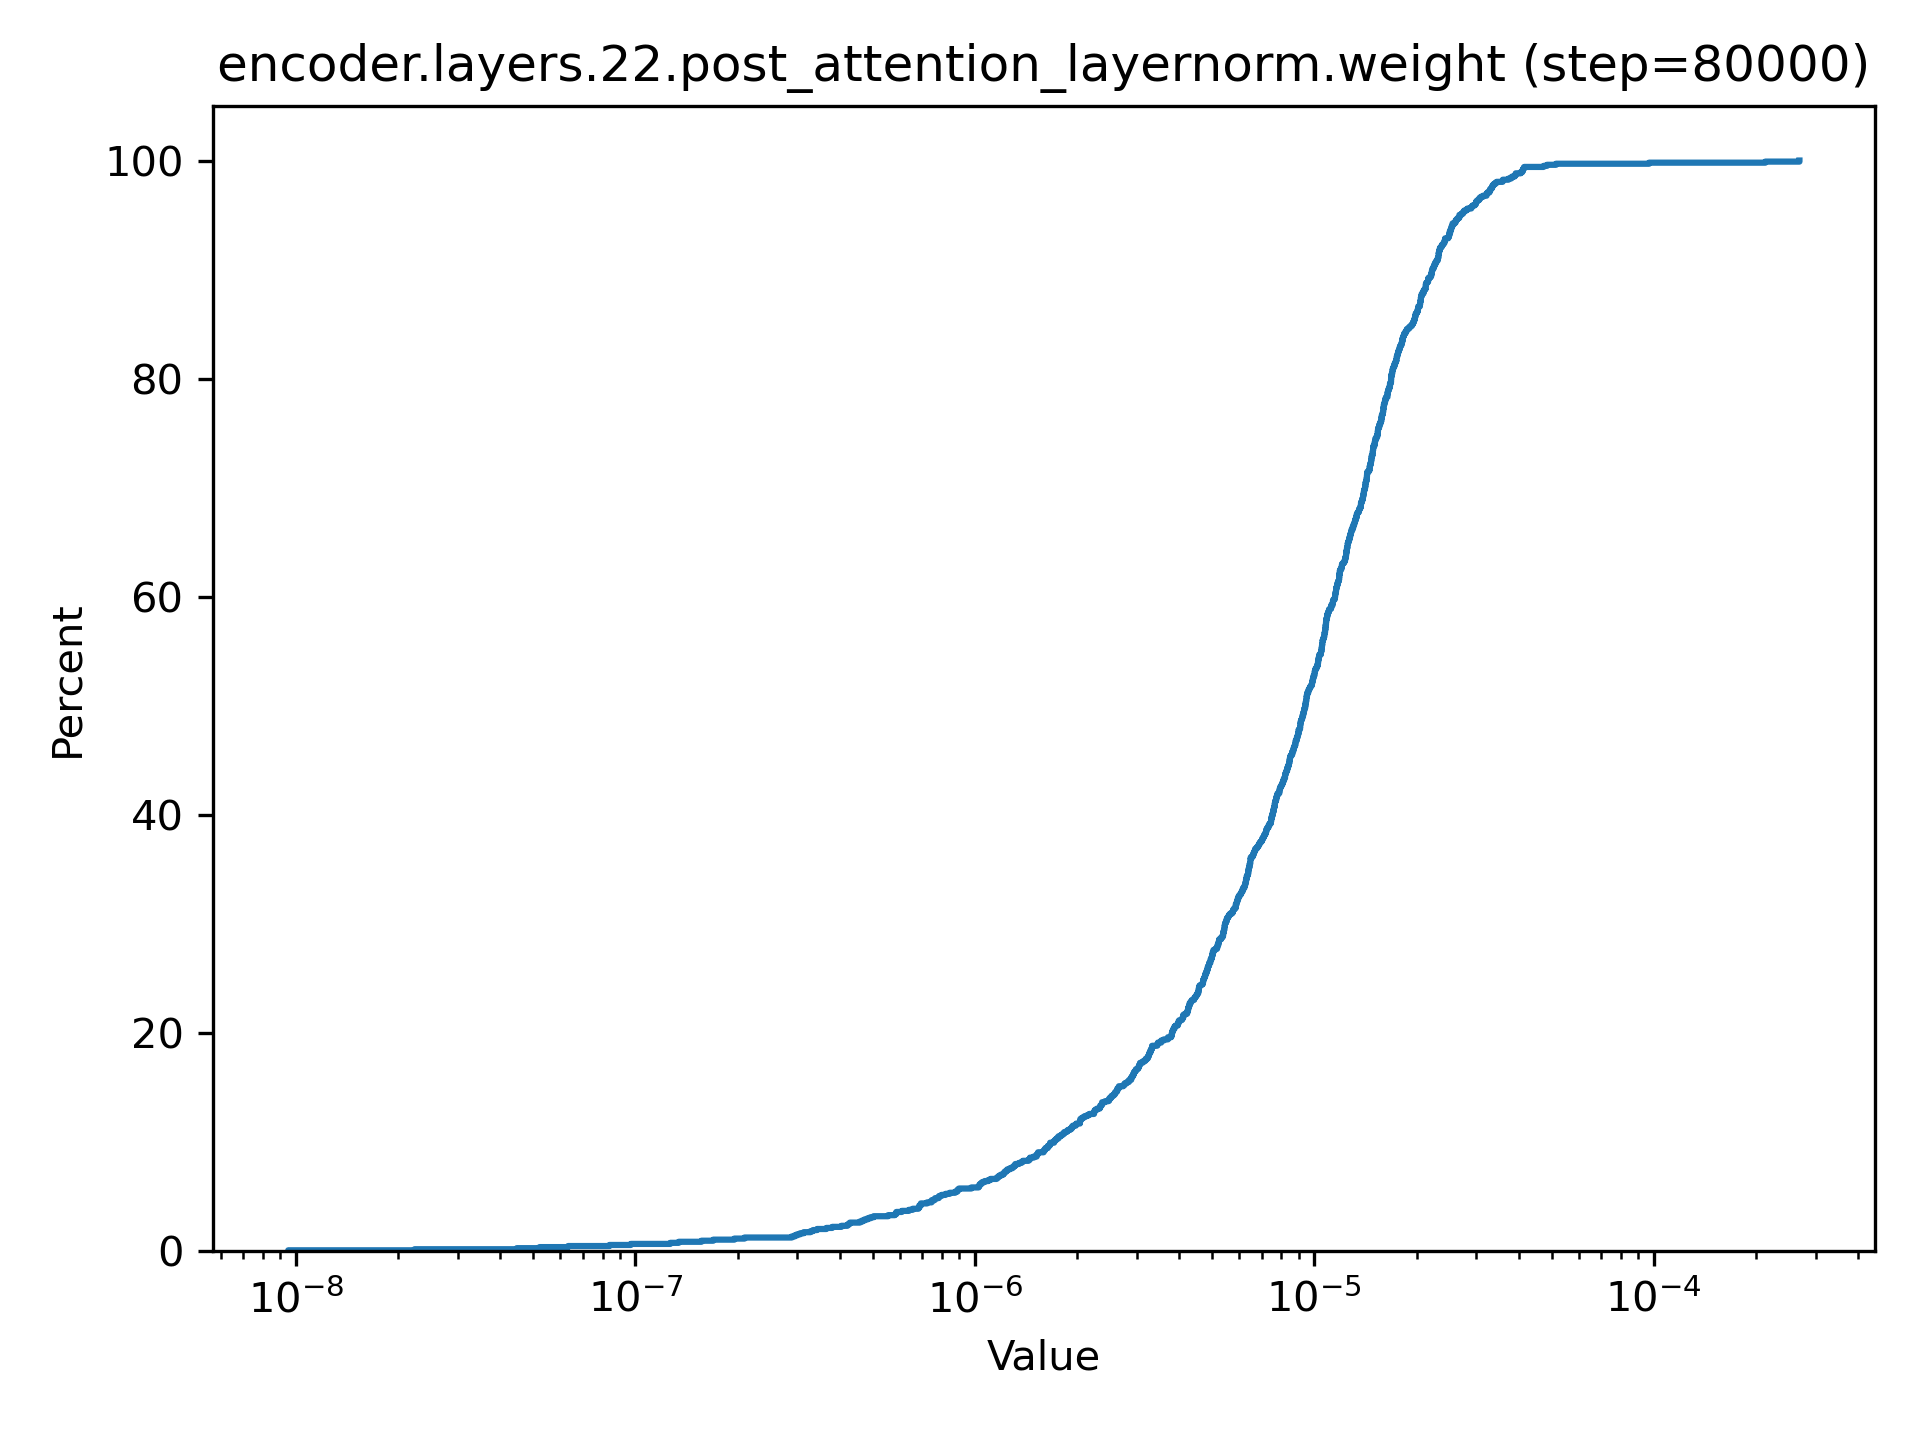 encoder.layers.22.post_attention_layernorm.weight (step=80000)
100
80
60
40
20
0
Percent
10⁻⁸ 10⁻⁷ 10⁻⁶ 10⁻⁵ 10⁻⁴
Value